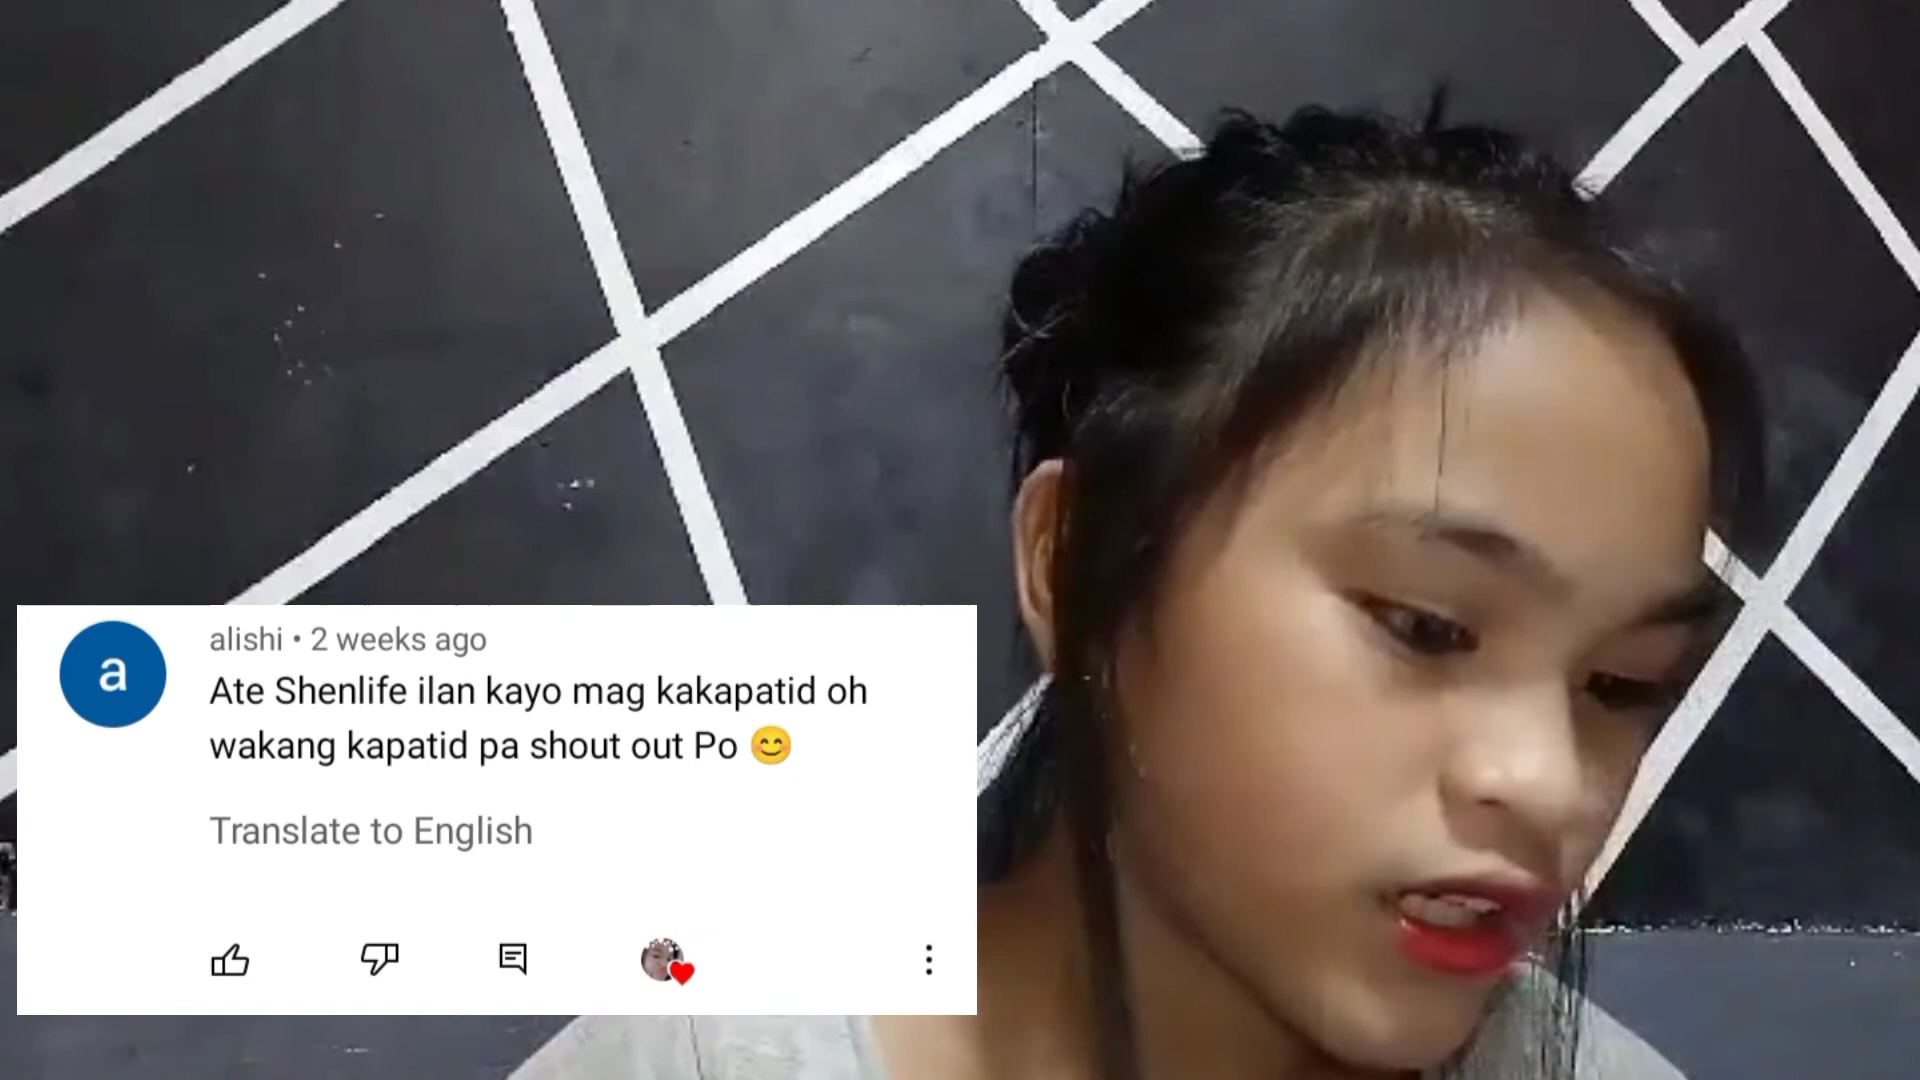 a
alishi • 2 weeks ago
Ate Shenlife ilan kayo mag kakapatid oh
wakang kapatid pa shout out Po 😊
Translate to English